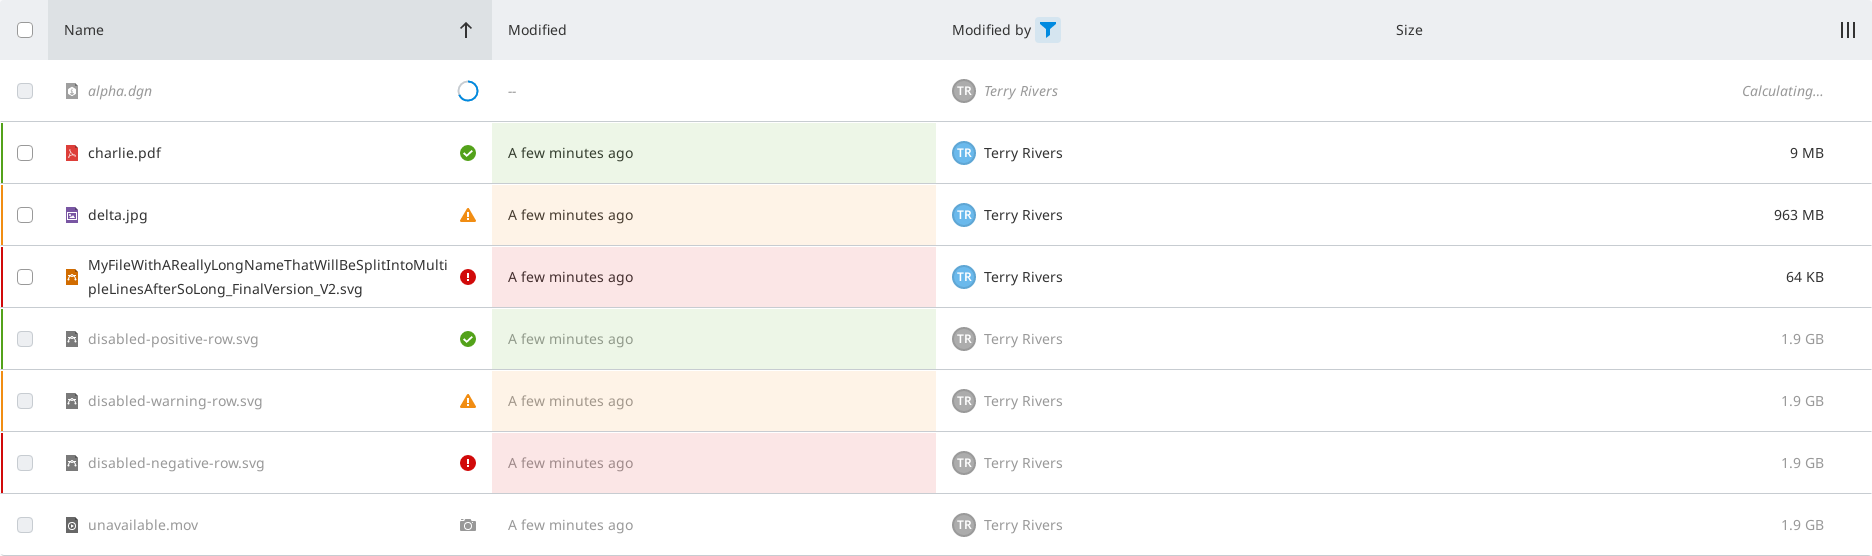 Name Modified Modified by Size
alpha.dgn -- TR Terry Rivers Calculating...
charlie.pdf A few minutes ago TR Terry Rivers 9 MB
delta.jpg A few minutes ago TR Terry Rivers 963 MB
MyFileWithAReallyLongNameThatWillBeSplitIntoMulti
pleLinesAfterSoLong_FinalVersion_V2.svg A few minutes ago TR Terry Rivers 64 KB
disabled-positive-row.svg A few minutes ago TR Terry Rivers 1.9 GB
disabled-warning-row.svg A few minutes ago TR Terry Rivers 1.9 GB
disabled-negative-row.svg A few minutes ago TR Terry Rivers 1.9 GB
unavailable.mov A few minutes ago TR Terry Rivers 1.9 GB